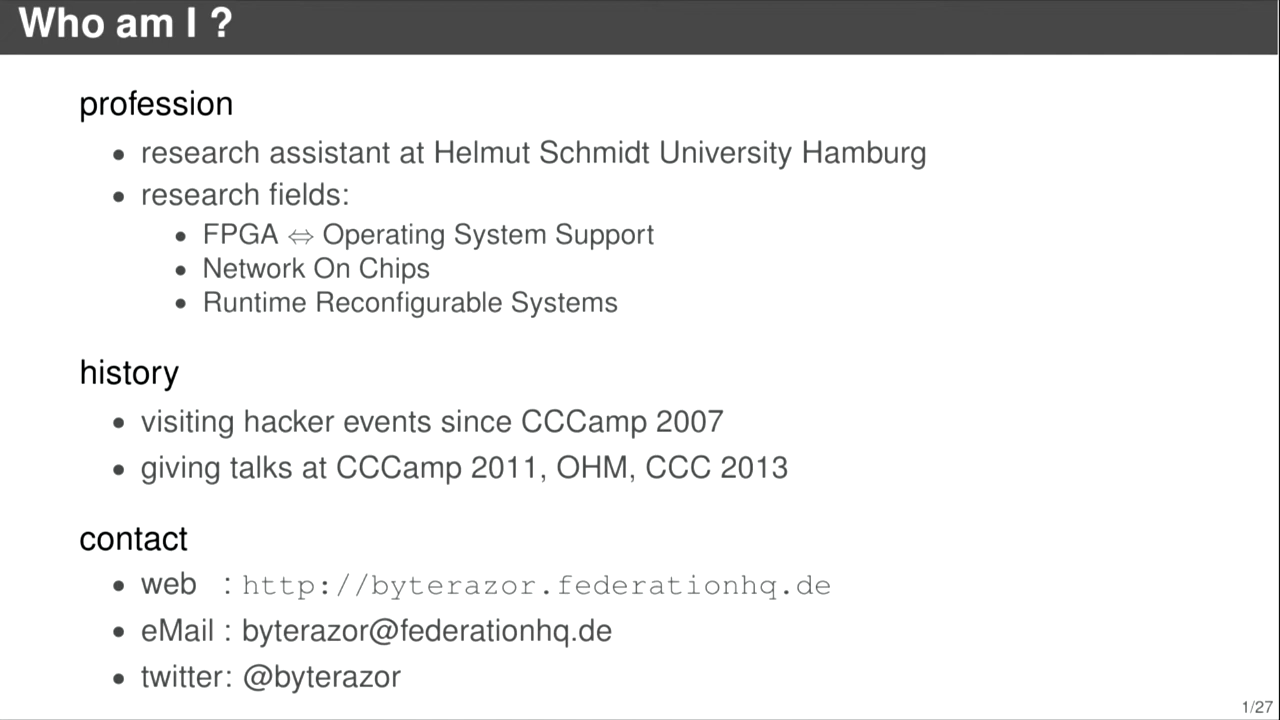 Who am I ?
profession
• research assistant at Helmut Schmidt University Hamburg
• research fields:
• FPGA ⇔ Operating System Support
• Network On Chips
• Runtime Reconfigurable Systems
history
• visiting hacker events since CCCamp 2007
• giving talks at CCCamp 2011, OHM, CCC 2013
contact
• web : http://byterazor.federationhq.de
• eMail : byterazor@federationhq.de
• twitter: @byterazor
1/27